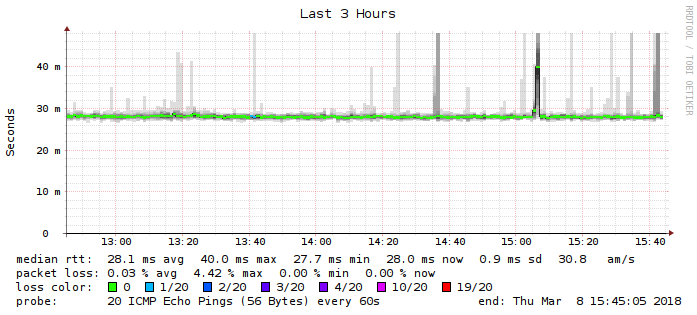 Last 3 Hours
RRDTOOL / TOBI OETIKER
Seconds
40 m
30 m
20 m
10 m
0
13:00 13:20 13:40 14:00 14:20 14:40 15:00 15:20 15:40
median rtt: 28.1 ms avg 40.0 ms max 27.7 ms min 28.0 ms now 0.9 ms sd 30.8 am/s
packet loss: 0.03 % avg 4.42 % max 0.00 % min 0.00 % now
loss color: 0 1/20 2/20 3/20 4/20 10/20 19/20
probe: 20 ICMP Echo Pings (56 Bytes) every 60s end: Thu Mar 8 15:45:05 2018